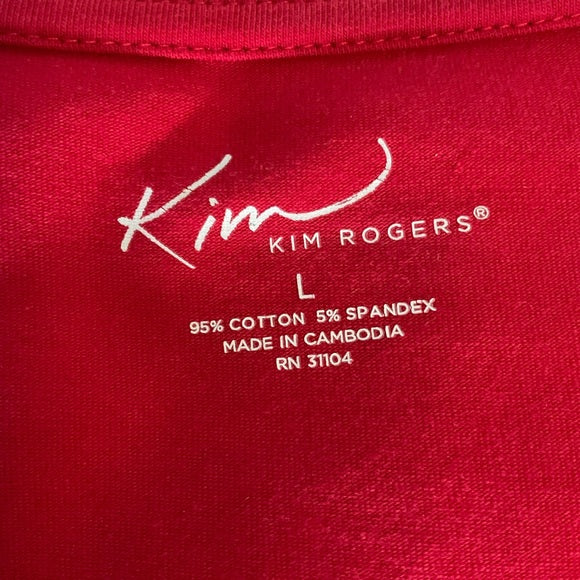 Kim
KIM ROGERS®
L
95% COTTON 5% SPANDEX
MADE IN CAMBODIA
RN 31104